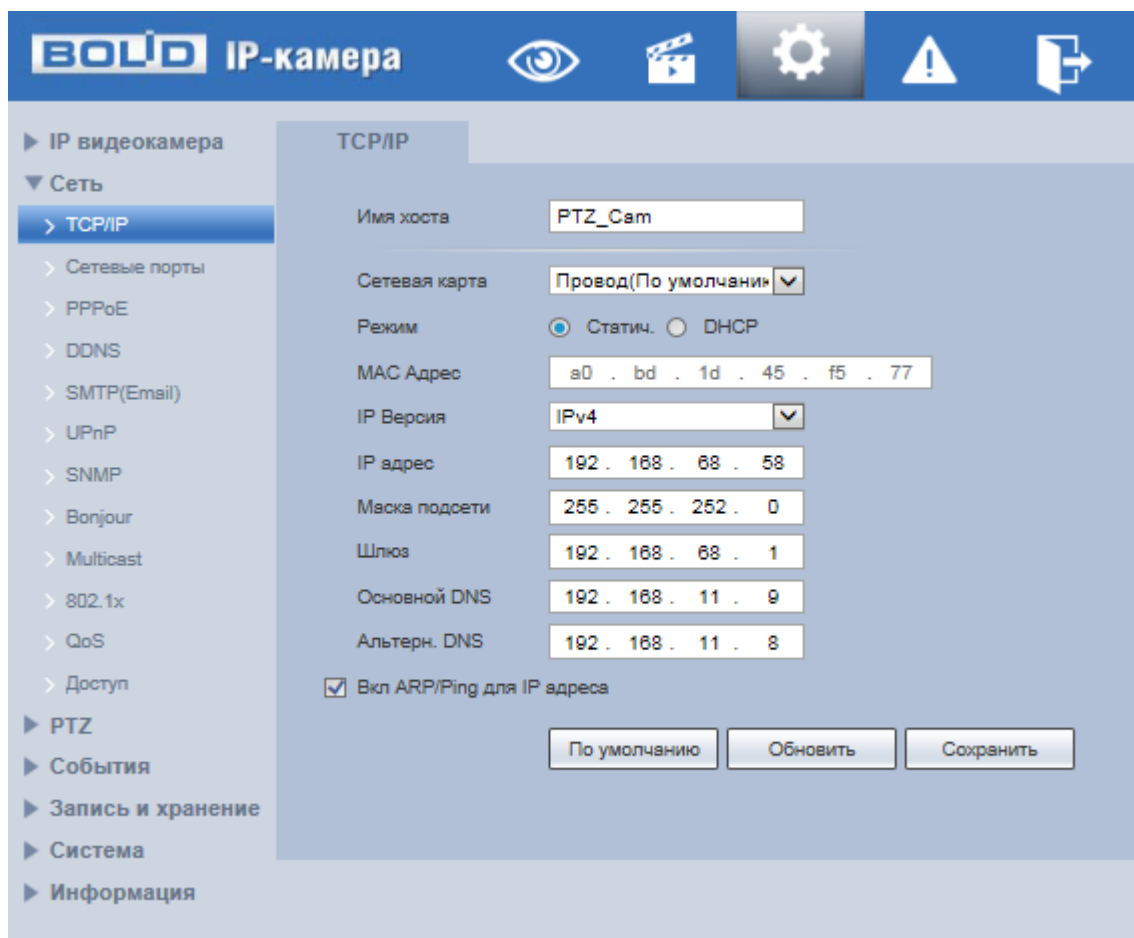 BOLID IP-камера
IP видеокамера
Сеть
TCP/IP
Сетевые порты
PPPoE
DDNS
SMTP(Email)
UPnP
SNMP
Bonjour
Multicast
802.1x
QoS
Доступ
PTZ
События
Запись и хранение
Система
Информация
TCP/IP
Имя хоста PTZ_Cam
Сетевая карта Провод(По умолчани
Режим Статич. DHCP
MAC Адрес a0 . bd . 1d . 45 . f5 . 77
IP Версия IPv4
IP адрес 192 . 168 . 68 . 58
Маска подсети 255 . 255 . 252 . 0
Шлюз 192 . 168 . 68 . 1
Основной DNS 192 . 168 . 11 . 9
Альтерн. DNS 192 . 168 . 11 . 8
Вкл ARP/Ping для IP адреса
По умолчанию Обновить Сохранить